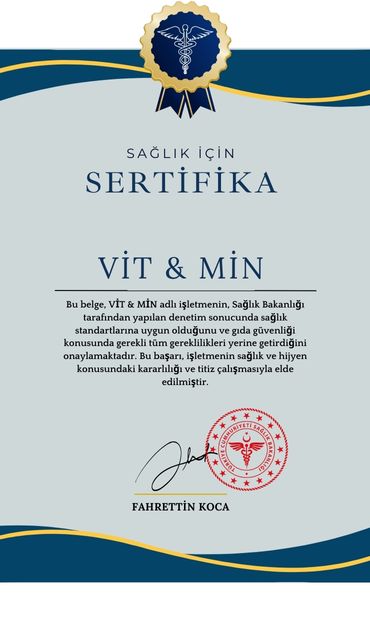 SAĞLIK İÇİN
SERTİFİKA
VİT & MİN
Bu belge, VİT & MİN adlı işletmenin, Sağlık Bakanlığı
tarafından yapılan denetim sonucunda sağlık
standartlarına uygun olduğunu ve gıda güvenliği
konusunda gerekli tüm gereklilikleri yerine getirdiğini
onaylamaktadır. Bu başarı, işletmenin sağlık ve hijyen
konusundaki kararlılığı ve titiz çalışmasıyla elde
edilmiştir.
TÜRKİYE CUMHURİYETİ SAĞLIK BAKANLIĞI
FAHRETTİN KOCA